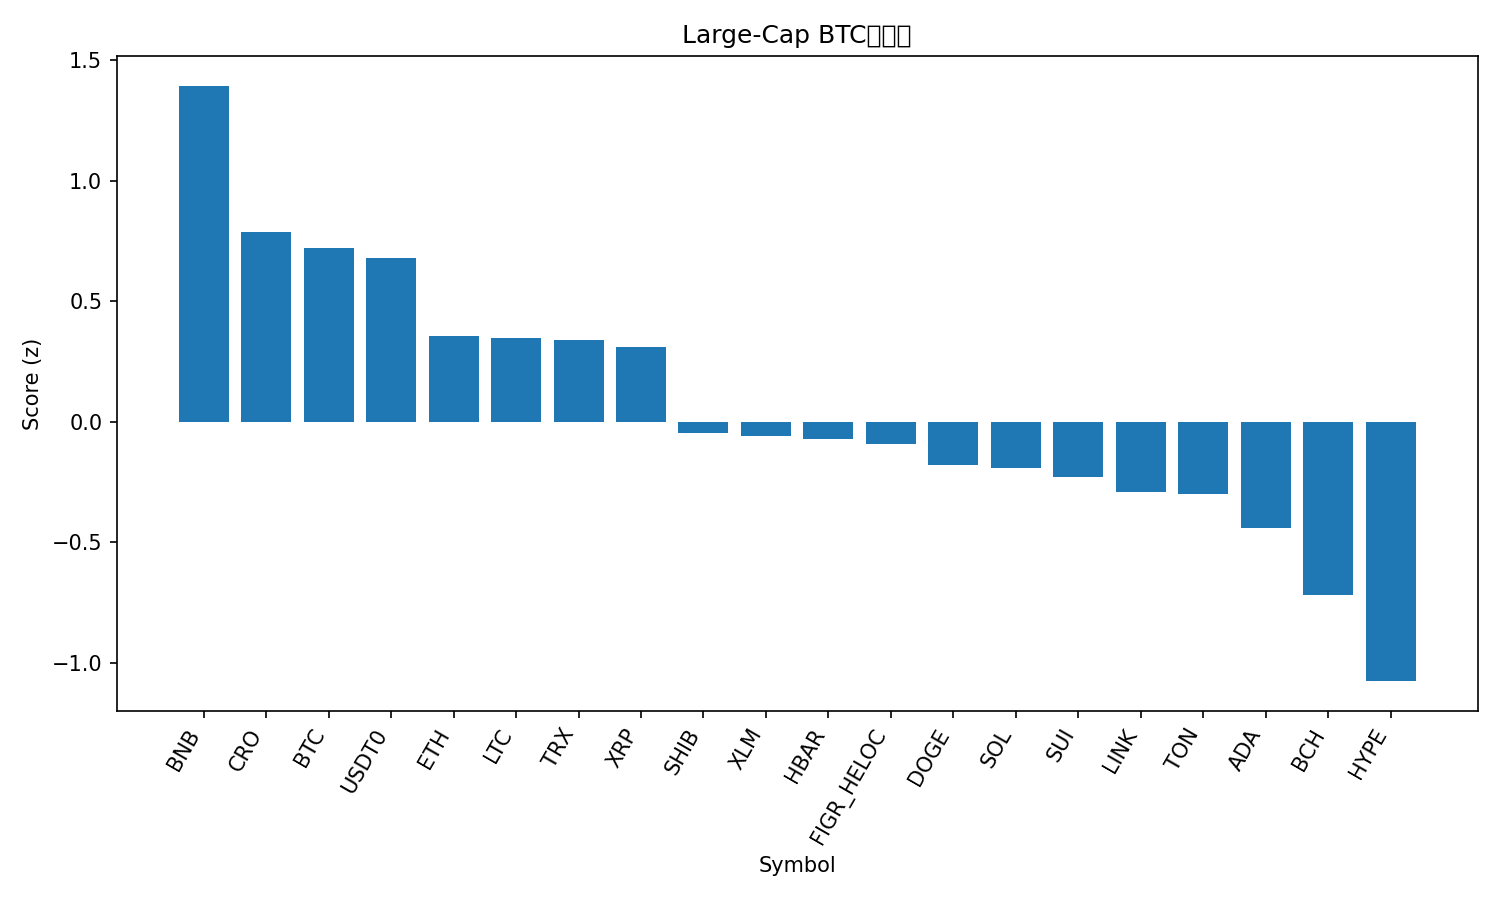 Large-Cap BTC
1.5
1.0
0.5
0.0
−0.5
−1.0
Score (z)
BNB
CRO
BTC
USDT0
ETH
LTC
TRX
XRP
SHIB
XLM
HBAR
FIGR_HELOC
DOGE
SOL
SUI
LINK
TON
ADA
BCH
HYPE
Symbol